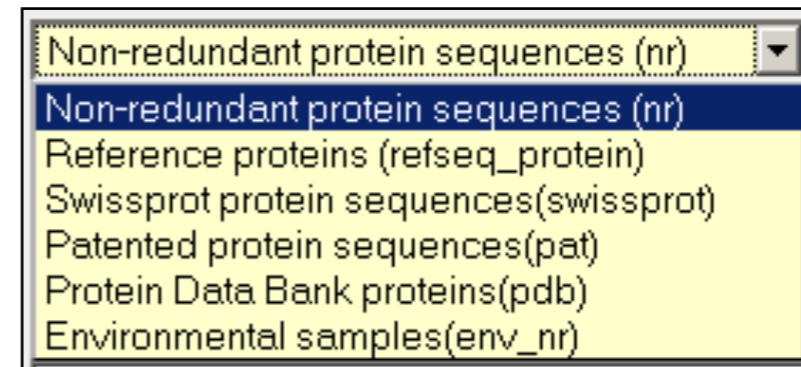 Non-redundant protein sequences (nr)
Non-redundant protein sequences (nr)
Reference proteins (refseq_protein)
Swissprot protein sequences(swissprot)
Patented protein sequences(pat)
Protein Data Bank proteins(pdb)
Environmental samples(env_nr)